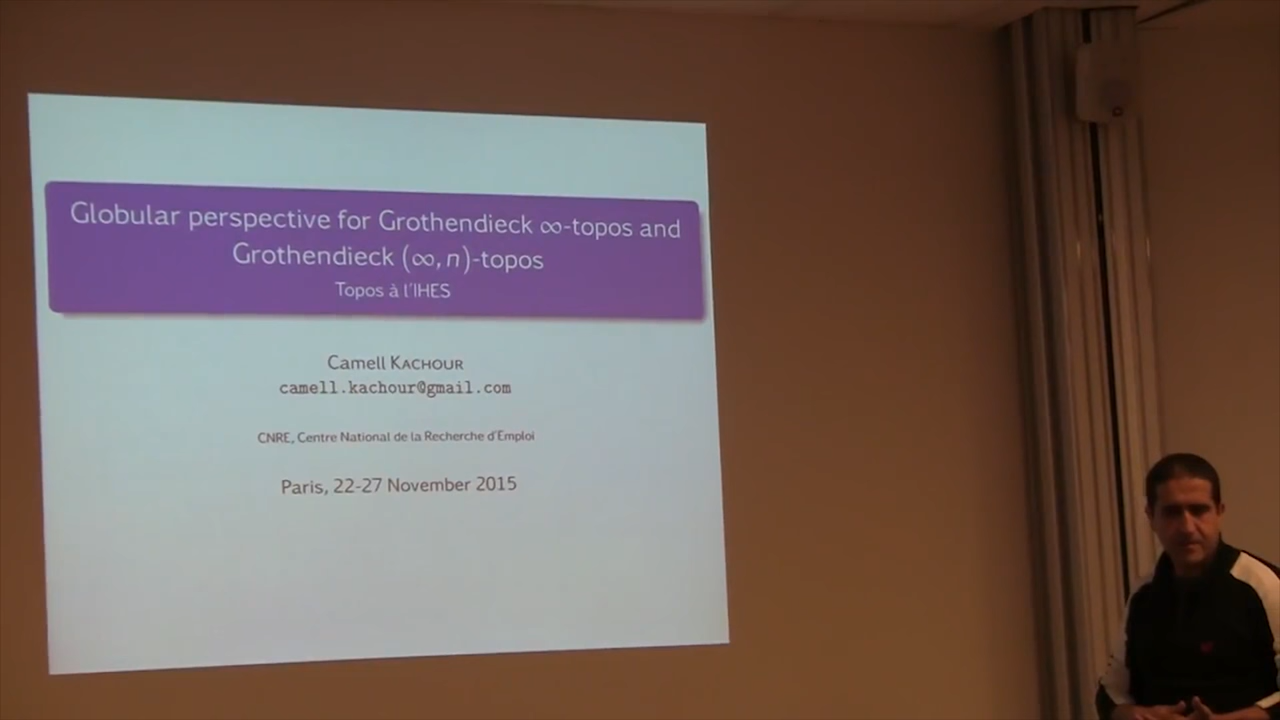 Globular perspective for Grothendieck ∞-topos and
Grothendieck (∞, n)-topos
Topos à l'IHES
Camell KACHOUR
camell.kachour@gmail.com
CNRE, Centre National de la Recherche d'Emploi
Paris, 22-27 November 2015